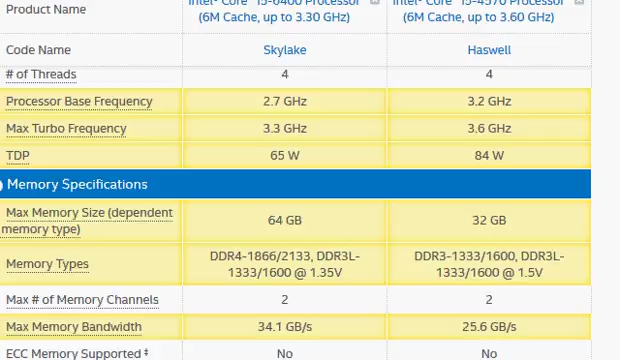 Intel® Core™ i5-6400 Processor Intel® Core™ i5-4570 Processor
Product Name (6M Cache, up to 3.30 GHz) (6M Cache, up to 3.60 GHz)
Code Name Skylake Haswell
# of Threads 4 4
Processor Base Frequency 2.7 GHz 3.2 GHz
Max Turbo Frequency 3.3 GHz 3.6 GHz
TDP 65 W 84 W
Memory Specifications
Max Memory Size (dependent
memory type) 64 GB 32 GB
DDR4-1866/2133, DDR3L- DDR3-1333/1600, DDR3L-
Memory Types 1333/1600 @ 1.35V 1333/1600 @ 1.5V
Max # of Memory Channels 2 2
Max Memory Bandwidth 34.1 GB/s 25.6 GB/s
ECC Memory Supported ‡ No No